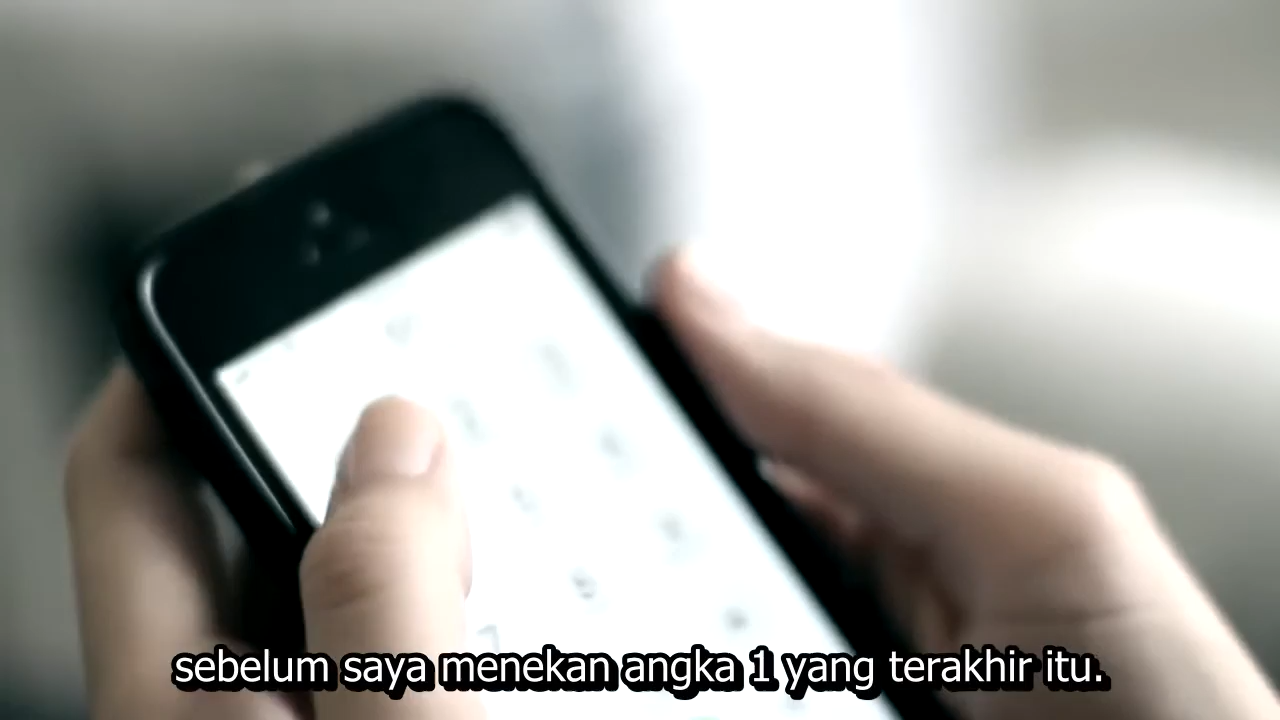 sebelum saya menekan angka 1 yang terakhir itu.